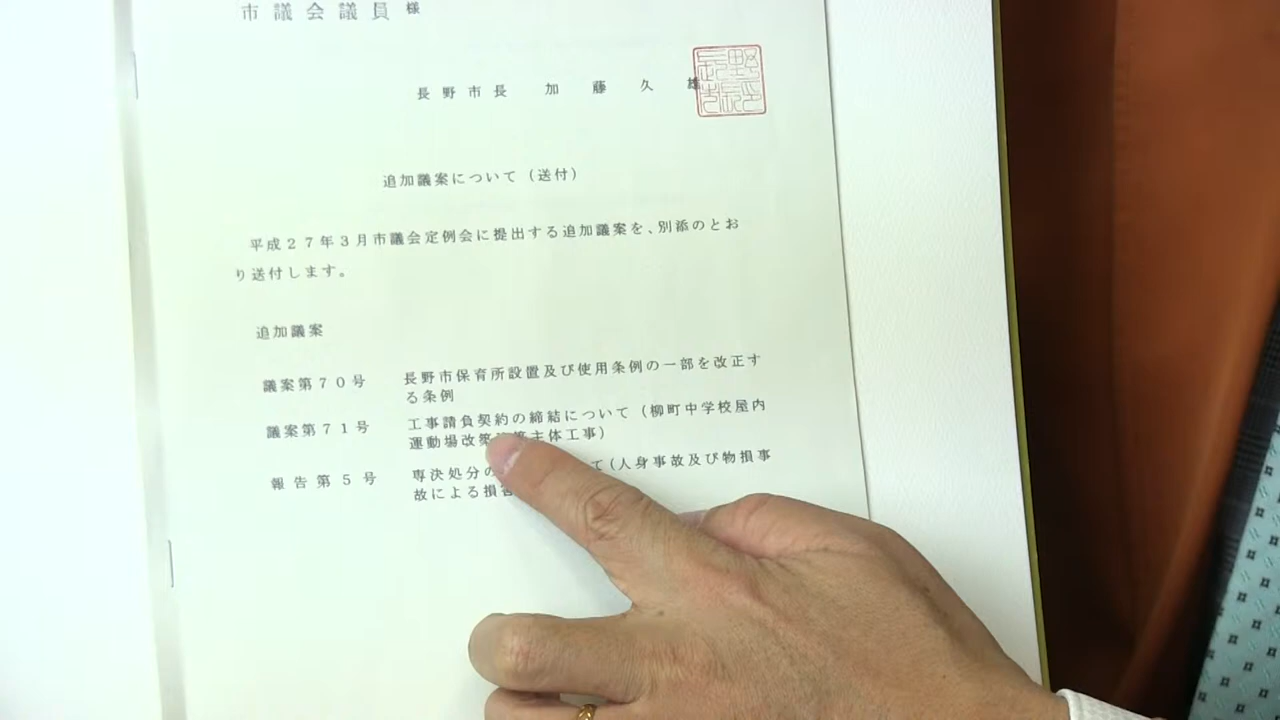 市議会議員様
長野市長 加藤久雄
追加議案について(送付)
平成27年3月市議会定例会に提出する追加議案を、別添のとお
り送付します。
追加議案
議案第70号 長野市保育所設置及び使用条例の一部を改正す
る条例
議案第71号 工事請負契約の締結について(柳町中学校屋内
運動場改築 主体工事)
報告第5号 専決処分の て(人身事故及び物損事
故による損害